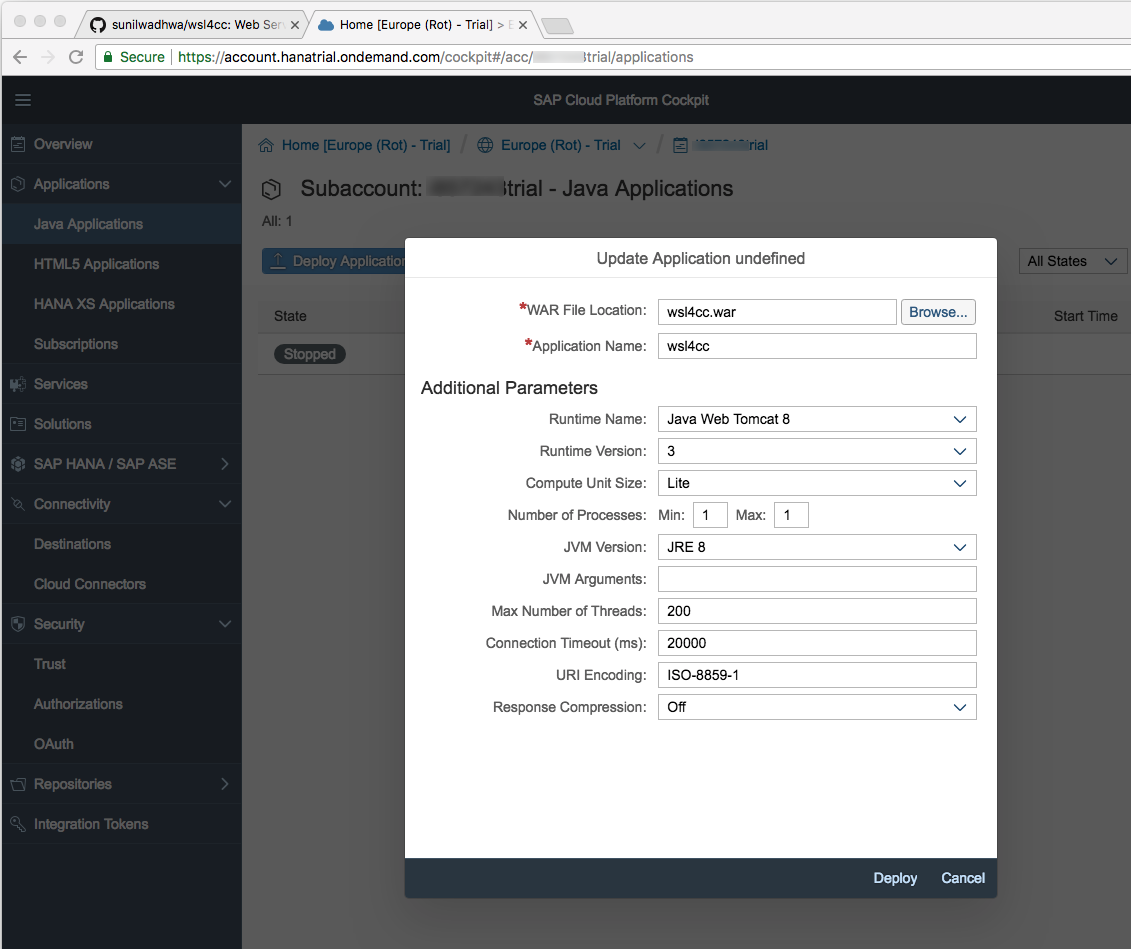 sunilwadhwa/wsl4cc: Web Ser
Home [Europe (Rot) - Trial] > E
Secure https://account.hanatrial.ondemand.com/cockpit#/acc/ trial/applications
SAP Cloud Platform Cockpit
Overview
Applications
Java Applications
HTML5 Applications
HANA XS Applications
Subscriptions
Services
Solutions
SAP HANA / SAP ASE
Connectivity
Destinations
Cloud Connectors
Security
Trust
Authorizations
OAuth
Repositories
Integration Tokens
Home [Europe (Rot) - Trial] / Europe (Rot) - Trial / trial
Subaccount: trial - Java Applications
All: 1
Deploy Application
All States
State
Start Time
Stopped
Update Application undefined
*WAR File Location: wsl4cc.war Browse...
*Application Name: wsl4cc
Additional Parameters
Runtime Name: Java Web Tomcat 8
Runtime Version: 3
Compute Unit Size: Lite
Number of Processes: Min: 1 Max: 1
JVM Version: JRE 8
JVM Arguments:
Max Number of Threads: 200
Connection Timeout (ms): 20000
URI Encoding: ISO-8859-1
Response Compression: Off
Deploy Cancel